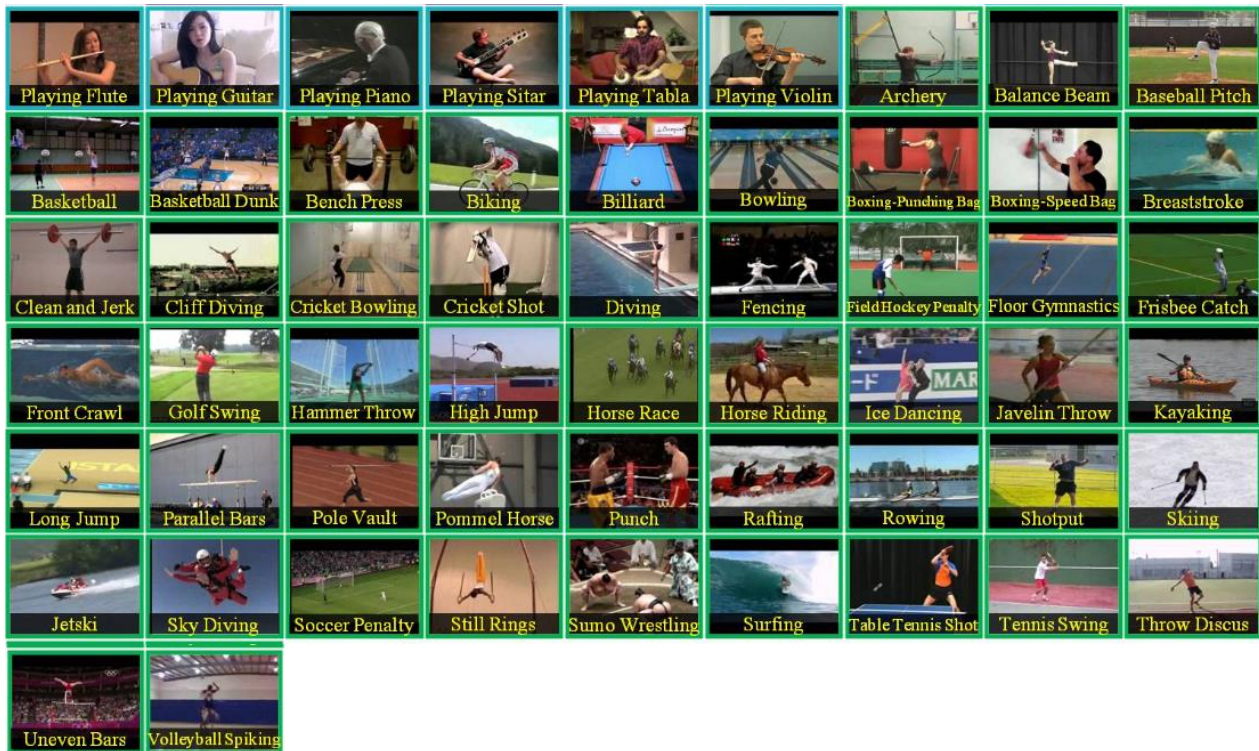 Playing Flute
Playing Guitar
Playing Piano
Playing Sitar
Playing Tabla
Playing Violin
Archery
Balance Beam
Baseball Pitch
Basketball
Basketball Dunk
Bench Press
Biking
Billiard
Bowling
Boxing-Punching Bag
Boxing-Speed Bag
Breaststroke
Clean and Jerk
Cliff Diving
Cricket Bowling
Cricket Shot
Diving
Fencing
Field Hockey Penalty
Floor Gymnastics
Frisbee Catch
Front Crawl
Golf Swing
Hammer Throw
High Jump
Horse Race
Horse Riding
MAR
Ice Dancing
Javelin Throw
Kayaking
Long Jump
Parallel Bars
Pole Vault
Pommel Horse
Punch
Rafting
Rowing
Shotput
Skiing
Jetski
Sky Diving
Soccer Penalty
Still Rings
Sumo Wrestling
Surfing
Table Tennis Shot
Tennis Swing
Throw Discus
Uneven Bars
Volleyball Spiking